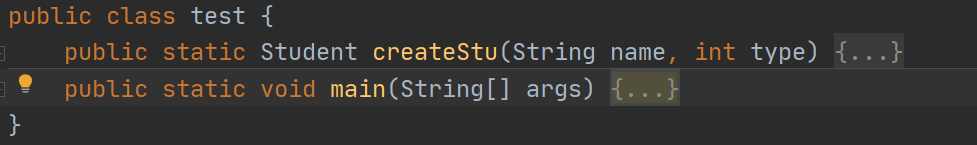 public class test {
public static Student createStu(String name, int type) {...}
public static void main(String[] args) {...}
}